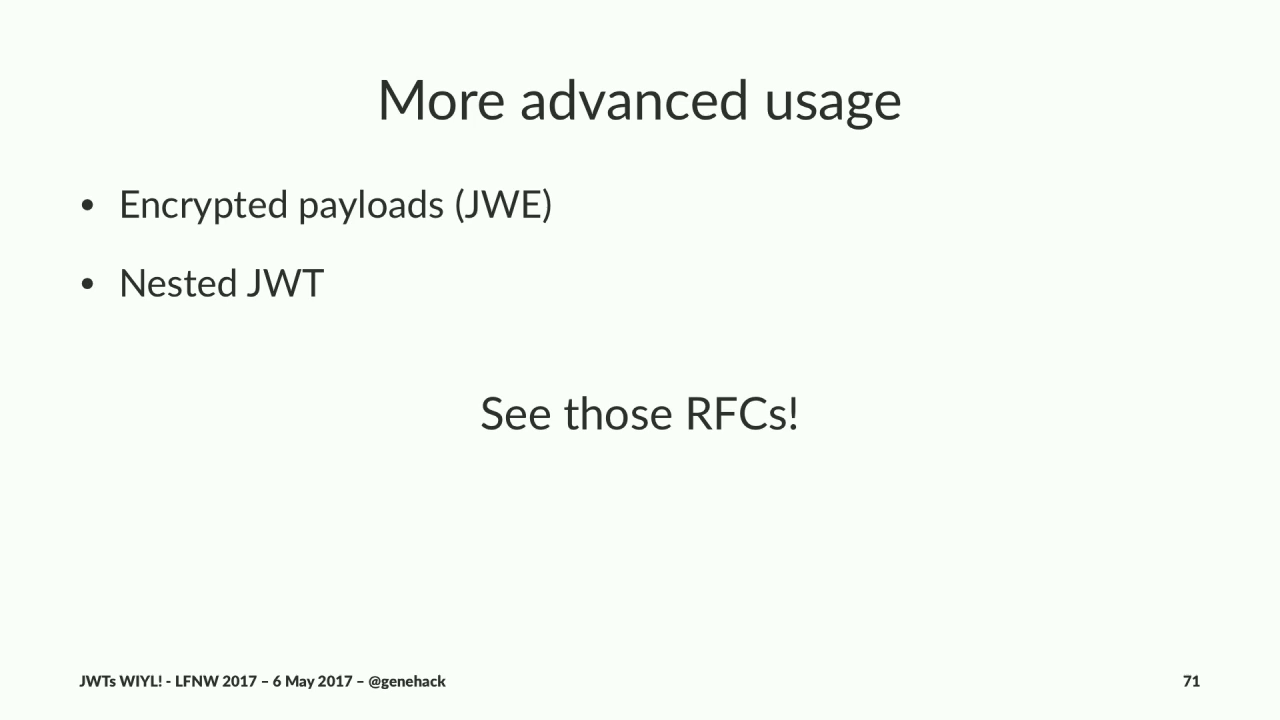 More advanced usage
• Encrypted payloads (JWE)
• Nested JWT
See those RFCs!
JWTs WIYL! - LFNW 2017 – 6 May 2017 – @genehack
71